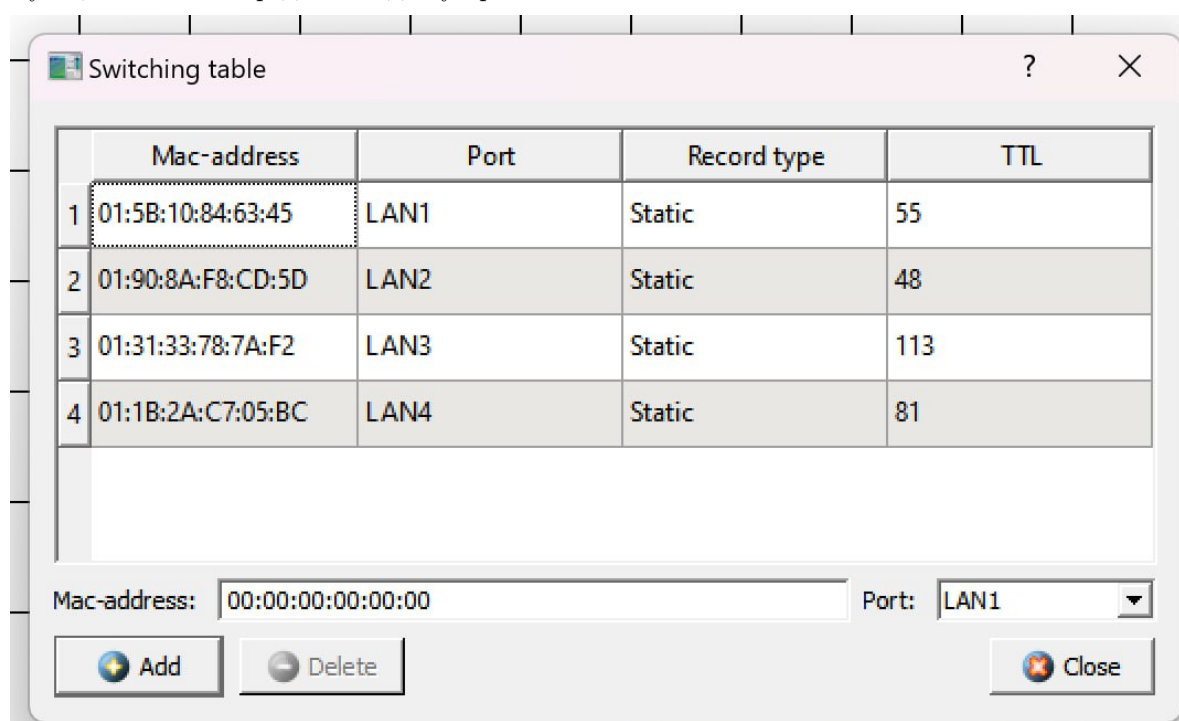 Switching table ?
Mac-address Port Record type TTL
1 01:5B:10:84:63:45 LAN1 Static 55
2 01:90:8A:F8:CD:5D LAN2 Static 48
3 01:31:33:78:7A:F2 LAN3 Static 113
4 01:1B:2A:C7:05:BC LAN4 Static 81
Mac-address: 00:00:00:00:00:00 Port: LAN1
Add Delete Close